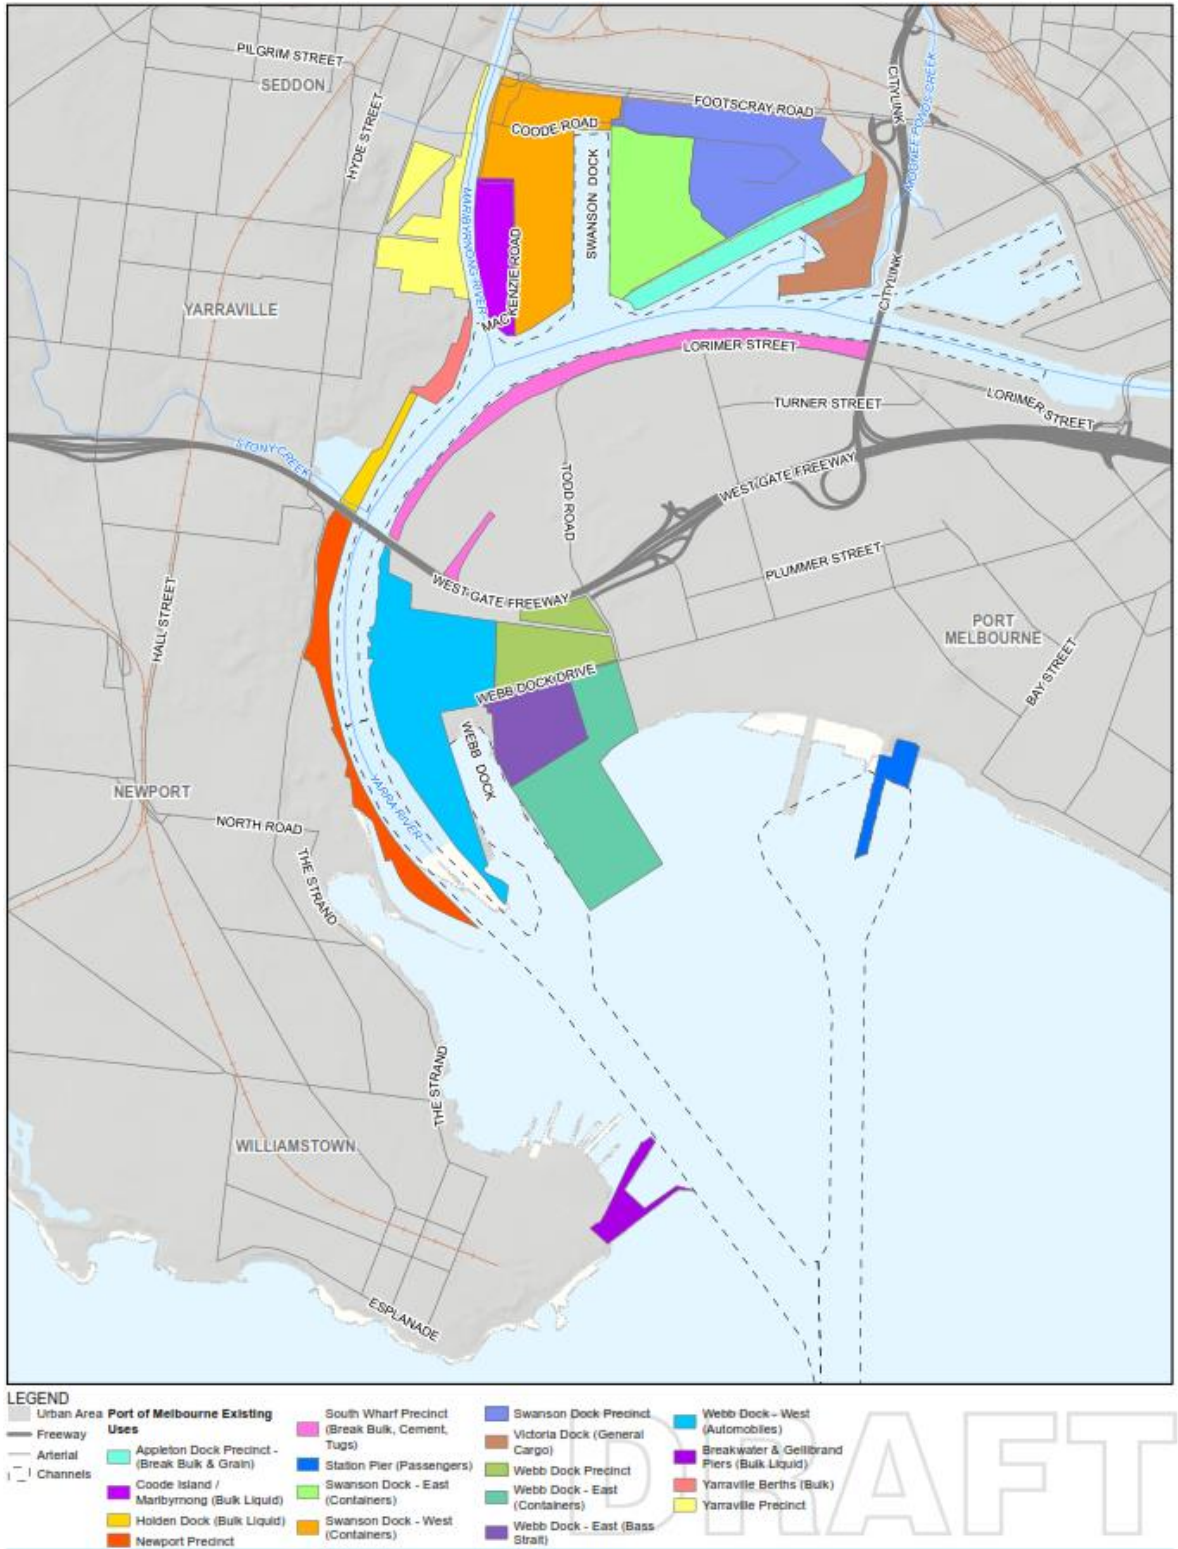 PILGRIM STREET
SEDDON
HYDE STREET
FOOTSCRAY ROAD
CITYLINK
MOONEE PONDS CREEK
COODE ROAD
SWANSON DOCK
MARIBYRNONG RIVER
MAC KENZIE ROAD
CITYLINK
YARRAVILLE
LORIMER STREET
LORIMER STREET
TURNER STREET
STONY CREEK
TODD ROAD
WEST GATE FREEWAY
WEST GATE FREEWAY
PLUMMER STREET
HALL STREET
PORT
MELBOURNE
BAY STREET
WEBB DOCK DRIVE
WEBB DOCK
YARRA RIVER
NEWPORT
NORTH ROAD
THE STRAND
THE STRAND
WILLIAMSTOWN
ESPLANADE
LEGEND
Urban Area
Freeway
Arterial
Channels
Port of Melbourne Existing
Uses
Appleton Dock Precinct -
(Break Bulk & Grain)
Coode Island /
Maribyrnong (Bulk Liquid)
Holden Dock (Bulk Liquid)
Newport Precinct
South Wharf Precinct
(Break Bulk, Cement,
Tugs)
Station Pier (Passengers)
Swanson Dock - East
(Containers)
Swanson Dock - West
(Containers)
Swanson Dock Precinct
Victoria Dock (General
Cargo)
Webb Dock Precinct
Webb Dock - East
(Containers)
Webb Dock - East (Bass
Strait)
Webb Dock - West
(Automobiles)
Breakwater & Gellibrand
Piers (Bulk Liquid)
Yarraville Berths (Bulk)
Yarraville Precinct
DRAFT